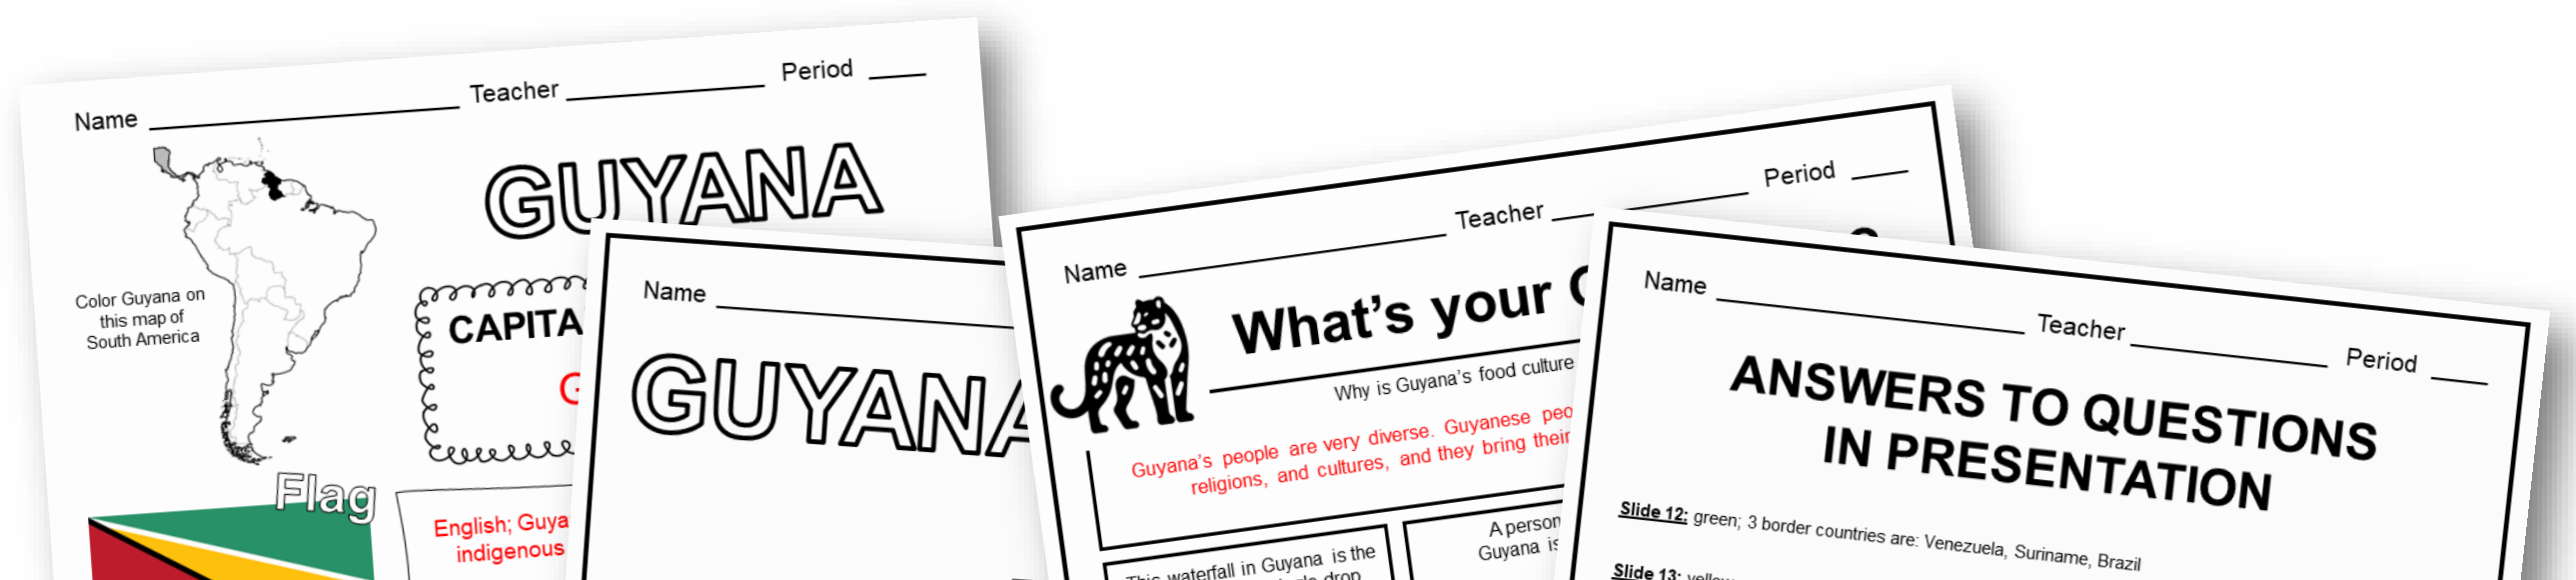 Name Teacher Period
GUYANA
Color Guyana on
this map of
South America
CAPITA
G
Flag
English; Guya
indigenous
Name
GUYANA
Name Teacher Period
What's your
Why is Guyana's food culture
Guyana's people are very diverse. Guyanese peo
religions, and cultures, and they bring their
This waterfall in Guyana is the
drop
A person
Guyana is
Name Teacher Period
ANSWERS TO QUESTIONS
IN PRESENTATION
Slide 12: green; 3 border countries are: Venezuela, Suriname, Brazil
Slide 13: yellow